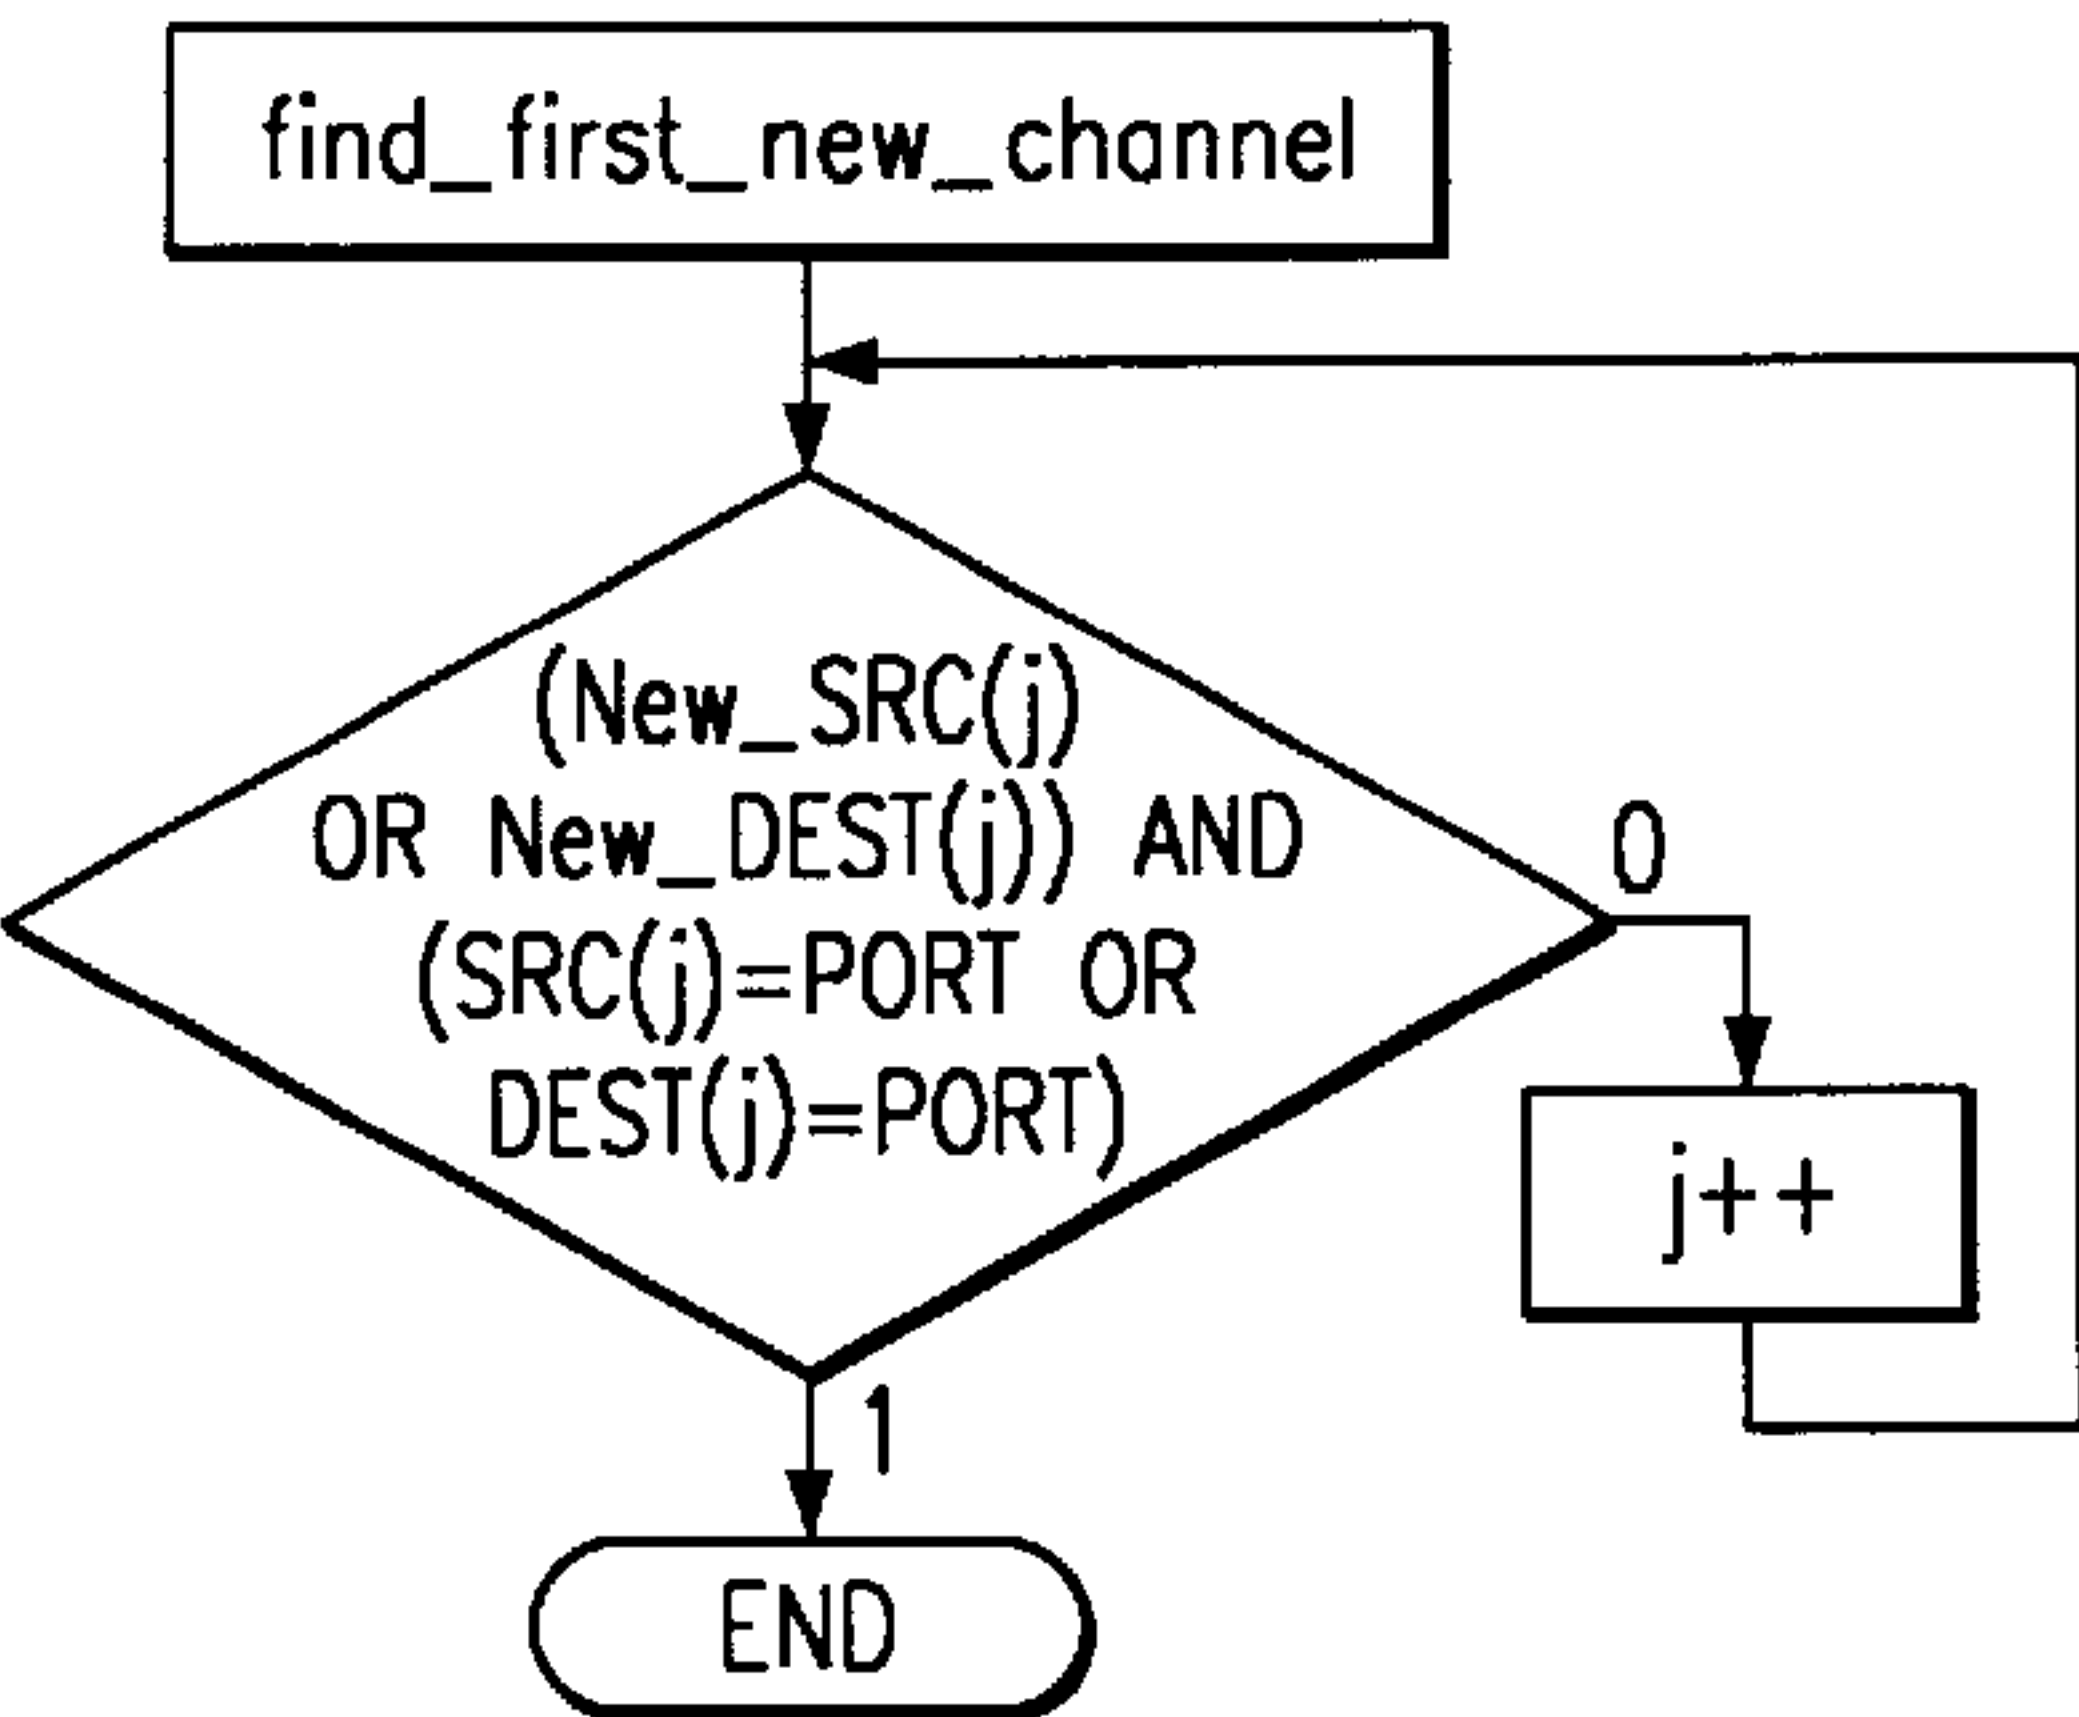 find_first_new_channel
(New_SRC(j)
OR New_DEST(j)) AND
(SRC(j)=PORT OR
DEST(j)=PORT)
0
j++
1
END